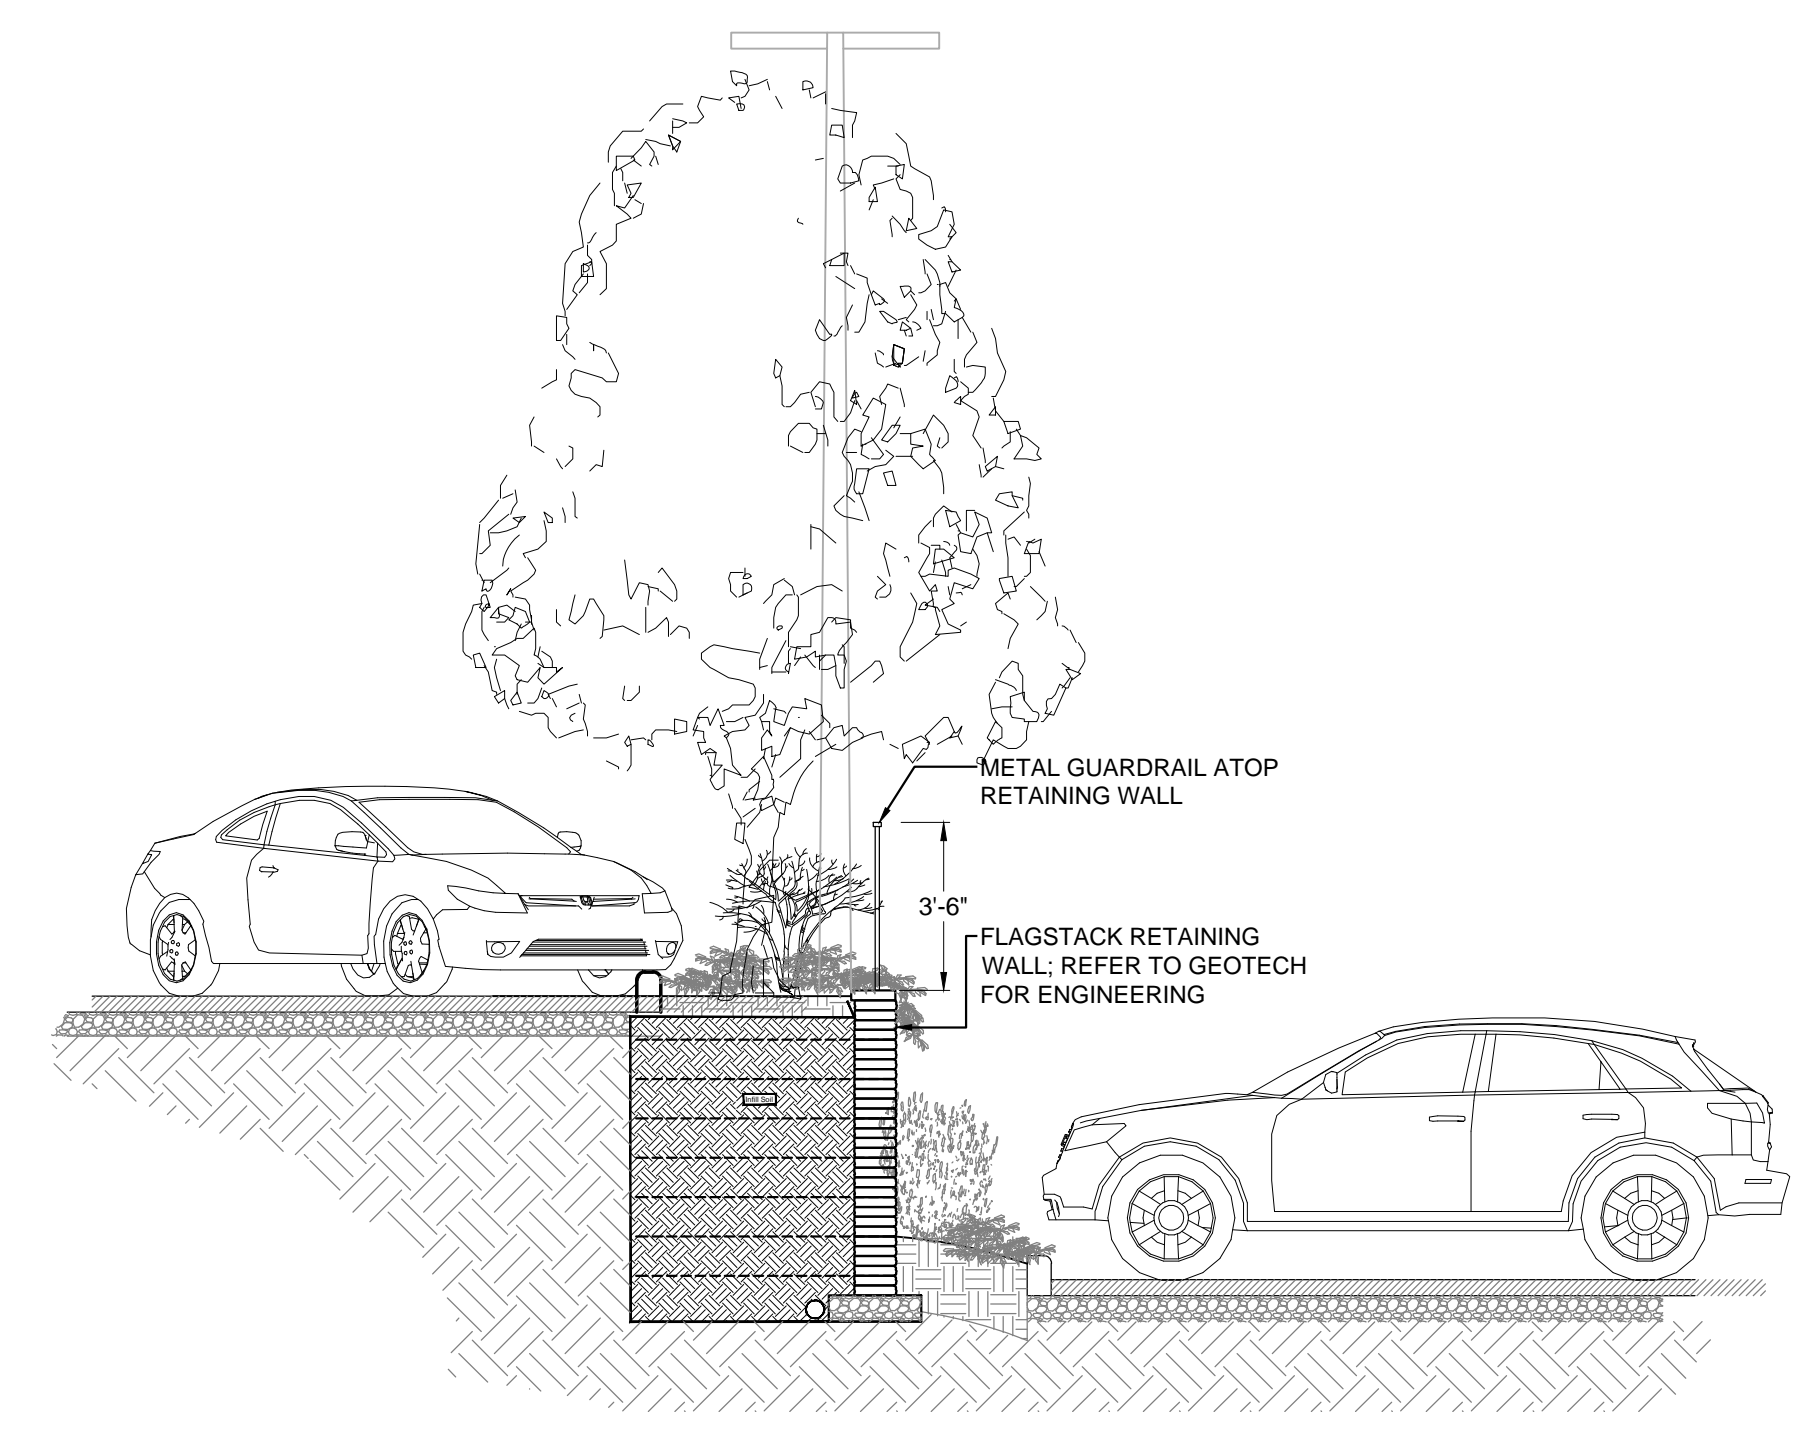 METAL GUARDRAIL ATOP
RETAINING WALL
3'-6"
FLAGSTACK RETAINING
WALL; REFER TO GEOTECH
FOR ENGINEERING
Infill Soil